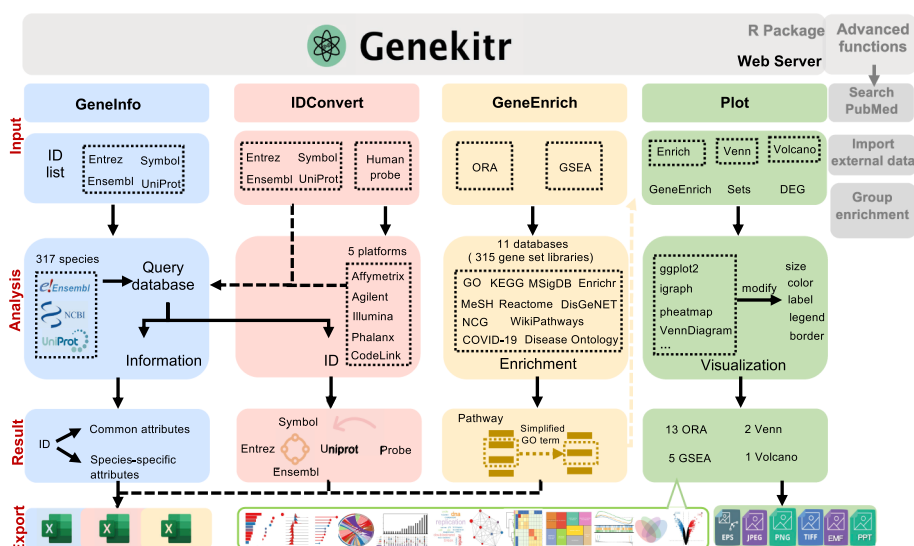 Genekitr
R Package
Web Server
Advanced
functions
Search
PubMed
Import
external data
Group
enrichment
Input
Analysis
Result
Export
GeneInfo
IDConvert
GeneEnrich
Plot
ID
list
Entrez Symbol
Ensembl UniProt
Entrez Symbol
Ensembl UniProt
Human
probe
ORA
GSEA
Enrich Venn Volcano
GeneEnrich Sets DEG
317 species
e!Ensembl
NCBI
UniProt
Query
database
Information
5 platforms
Affymetrix
Agilent
Illumina
Phalanx
CodeLink
ID
11 databases
( 315 gene set libraries)
GO KEGG MSigDB Enrichr
MeSH Reactome DisGeNET
NCG WikiPathways
COVID-19 Disease Ontology
Enrichment
ggplot2
igraph
pheatmap
VennDiagram
...
modify
size
color
label
legend
border
Visualization
ID
Common attributes
Species-specific
attributes
Symbol
Entrez
Ensembl
Uniprot
Probe
Pathway
Simplified
GO term
13 ORA 2 Venn
5 GSEA 1 Volcano
replication
EPS
JPEG
PNG
TIFF
EMF
PPT